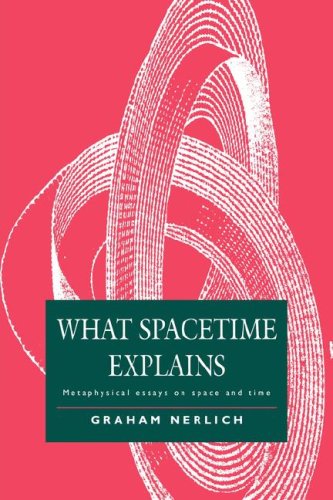 WHAT SPACETIME
EXPLAINS
Metaphysical essays on space and time
GRAHAM NERLICH